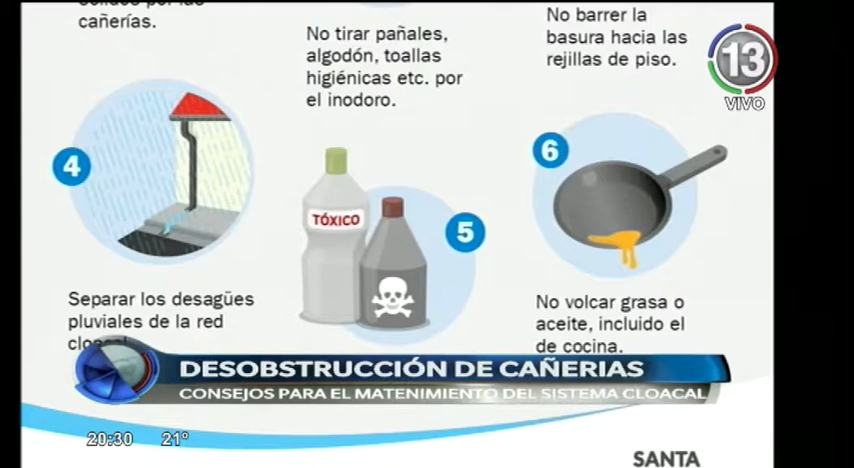 cañerías.
No tirar pañales,
algodón, toallas
higiénicas etc. por
el inodoro.
No barrer la
basura hacia las
rejillas de piso.
13
VIVO
4
TÓXICO
5
6
Separar los desagües
pluviales de la red
No volcar grasa o
aceite, incluido el
de cocina.
DESOBSTRUCCIÓN DE CAÑERIAS
CONSEJOS PARA EL MATENIMIENTO DEL SISTEMA CLOACAL
20:30 21°
SANTA